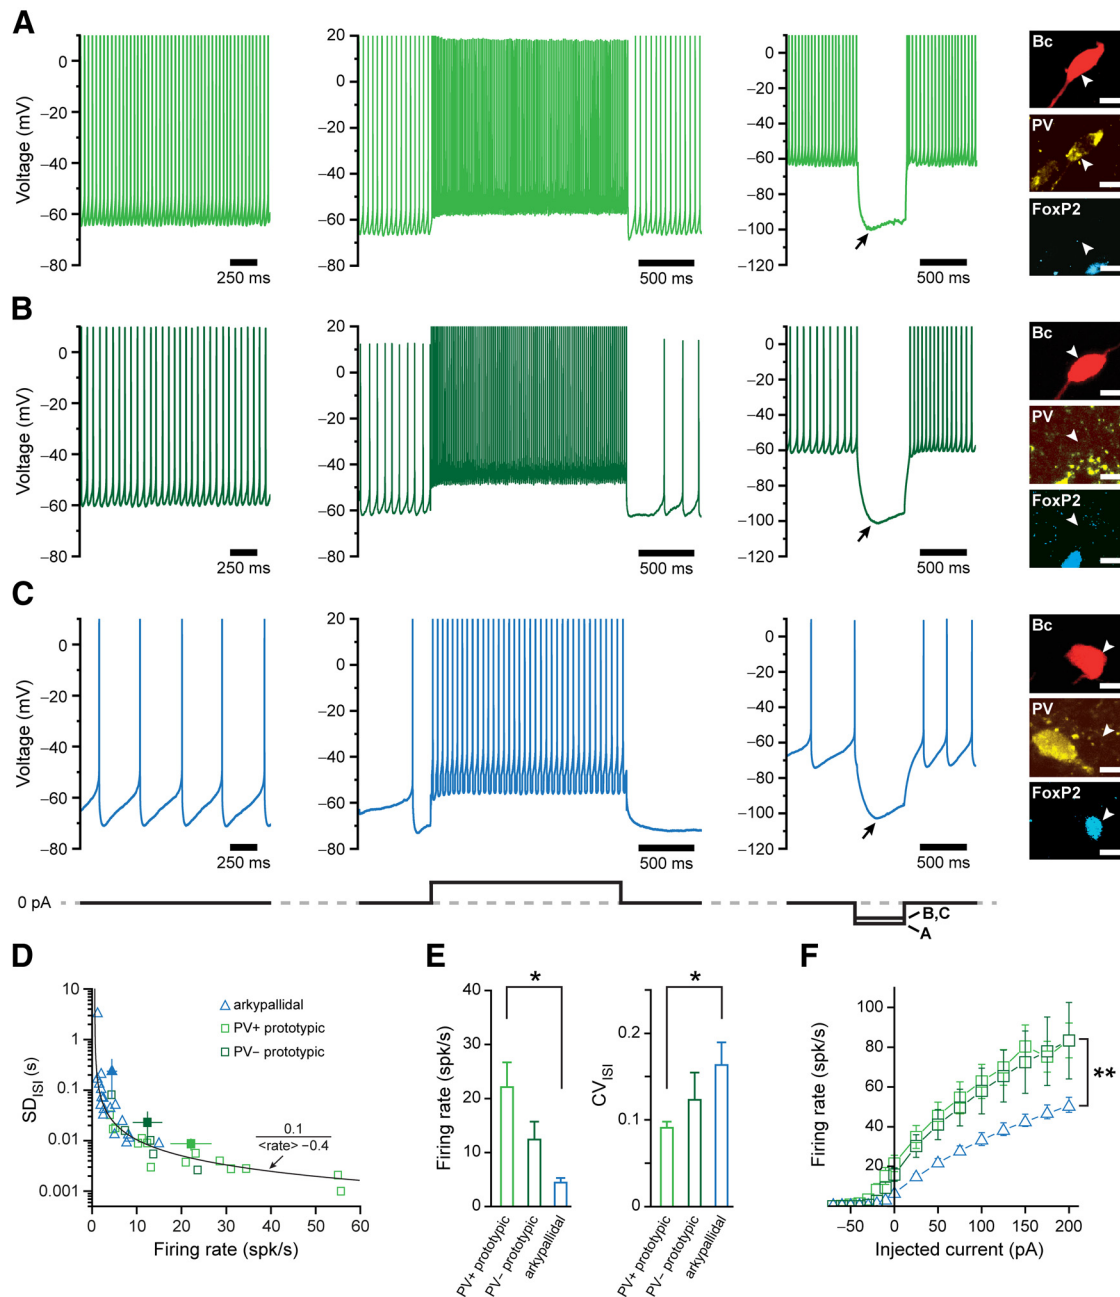 A
Voltage (mV)
0
−20
−40
−60
−80
250 ms
20
0
−20
−40
−60
−80
500 ms
0
−20
−40
−60
−80
−100
−120
500 ms
Bc
PV
FoxP2
B
Voltage (mV)
0
−20
−40
−60
−80
250 ms
20
0
−20
−40
−60
−80
500 ms
0
−20
−40
−60
−80
−100
−120
500 ms
Bc
PV
FoxP2
C
Voltage (mV)
0
−20
−40
−60
−80
250 ms
20
0
−20
−40
−60
−80
500 ms
0
−20
−40
−60
−80
−100
−120
500 ms
Bc
PV
FoxP2
0 pA
B,C
A
D
SD_ISI (s)
10
1
0.1
0.01
0.001
arkypallidal
PV+ prototypic
PV− prototypic
0.1
<rate> −0.4
0 10 20 30 40 50 60
Firing rate (spk/s)
E
Firing rate (spk/s)
40
30
20
10
0
*
PV+ prototypic
PV− prototypic
arkypallidal
CV_ISI
0.2
0.1
0
*
PV+ prototypic
PV− prototypic
arkypallidal
F
Firing rate (spk/s)
100
80
60
40
20
**
−50 0 50 100 150 200
Injected current (pA)